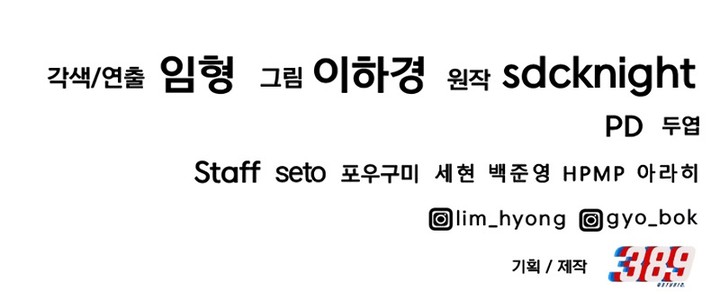 각색/연출 임형 그림 이하경 원작 sdcknight
PD 두엽
Staff seto 포우구미 세현 백준영 HPMP 아라히
lim_hyong gyo_bok
기획 / 제작 389
STUDIO